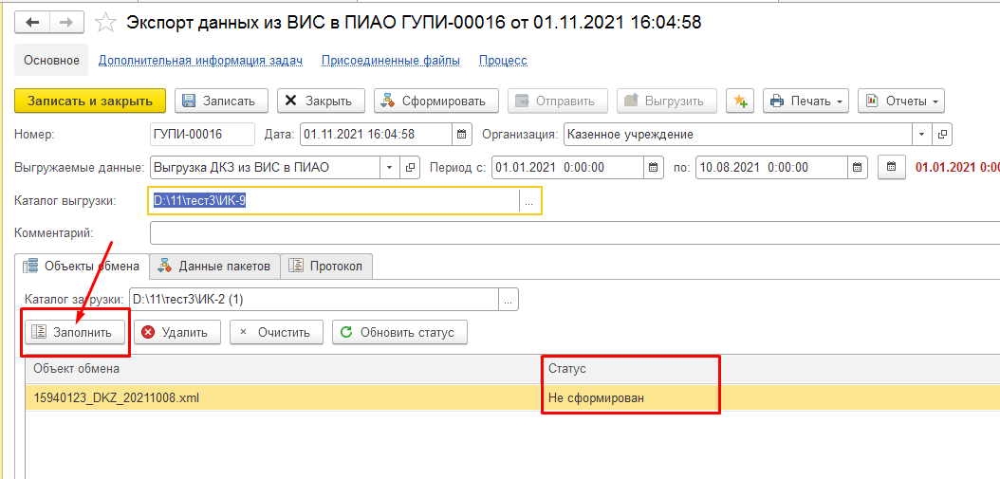 Экспорт данных из ВИС в ПИАО ГУПИ-00016 от 01.11.2021 16:04:58
Основное Дополнительная информация задач Присоединенные файлы Процесс
Записать и закрыть Записать Закрыть Сформировать Отправить Выгрузить Печать Отчеты
Номер: ГУПИ-00016 Дата: 01.11.2021 16:04:58 Организация: Казенное учреждение
Выгружаемые данные: Выгрузка ДКЗ из ВИС в ПИАО Период с: 01.01.2021 0:00:00 по: 10.08.2021 0:00:00 01.01.2021 0:00
Каталог выгрузки: D:\11\тест3\ИК-9 ...
Комментарий:
Объекты обмена Данные пакетов Протокол
Каталог загрузки: D:\11\тест3\ИК-2 (1) ...
Заполнить Удалить Очистить Обновить статус
Объект обмена Статус
15940123_DKZ_20211008.xml Не сформирован